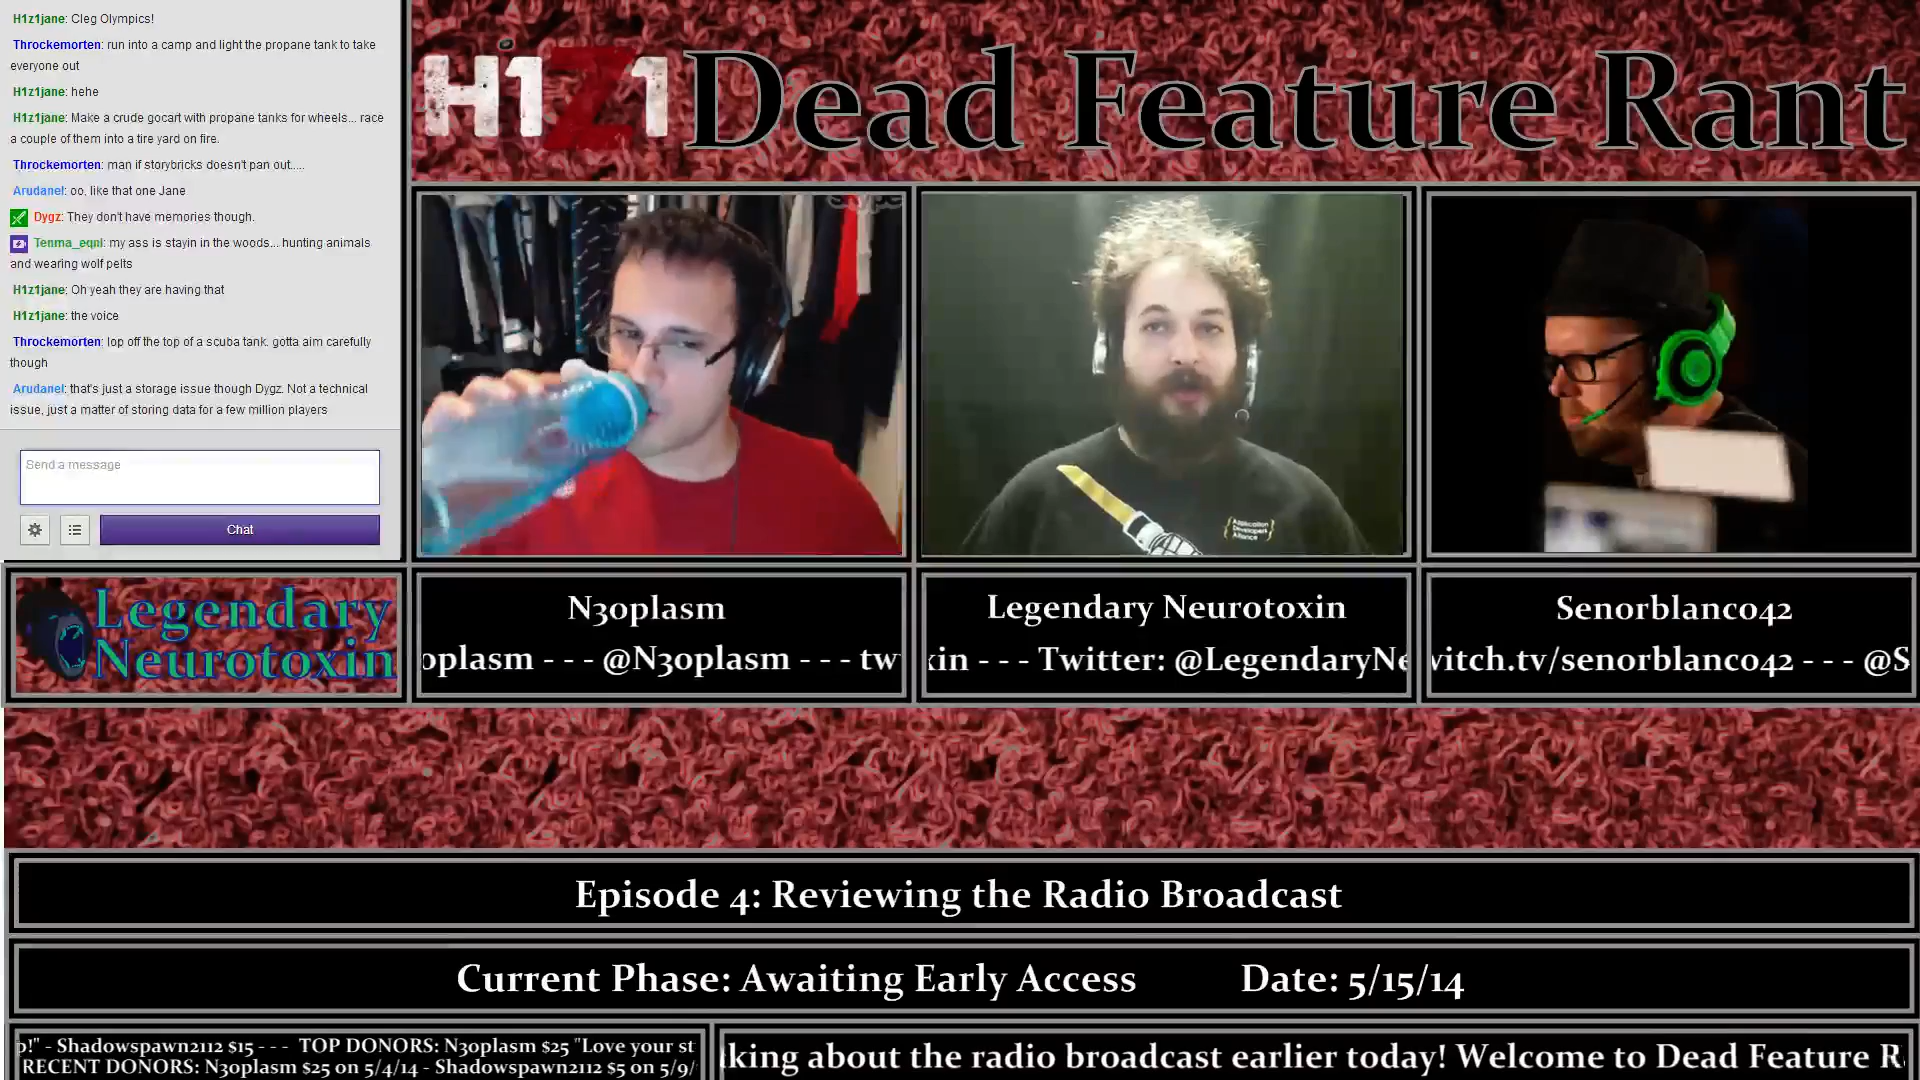 H1z1jane: Cleg Olympics!
Throckemorten: run into a camp and light the propane tank to take
everyone out
H1z1jane: hehe
H1z1jane: Make a crude gocart with propane tanks for wheels... race
a couple of them into a tire yard on fire.
Throckemorten: man if storybricks doesn't pan out.....
Arudanel: oo, like that one Jane
Dygz: They don't have memories though.
Tenma_eqnl: my ass is stayin in the woods... hunting animals
and wearing wolf pelts
H1z1jane: Oh yeah they are having that
H1z1jane: the voice
Throckemorten: lop off the top of a scuba tank. gotta aim carefully
though
Arudanel: that's just a storage issue though Dygz. Not a technical
issue, just a matter of storing data for a few million players
Send a message
Chat
H1Z1 Dead Feature Rant
skype
Application
Developers
Alliance
Legendary
Neurotoxin
N3oplasm
oplasm - - - @N3oplasm - - - tw
Legendary Neurotoxin
xin - - - Twitter: @LegendaryNe
Senorblanco42
witch.tv/senorblanco42 - - - @S
Episode 4: Reviewing the Radio Broadcast
Current Phase: Awaiting Early Access Date: 5/15/14
p!" - Shadowspawn2112 $15 - - - TOP DONORS: N3oplasm $25 "Love your st
RECENT DONORS: N3oplasm $25 on 5/4/14 - Shadowspawn2112 $5 on 5/9/
king about the radio broadcast earlier today! Welcome to Dead Feature R